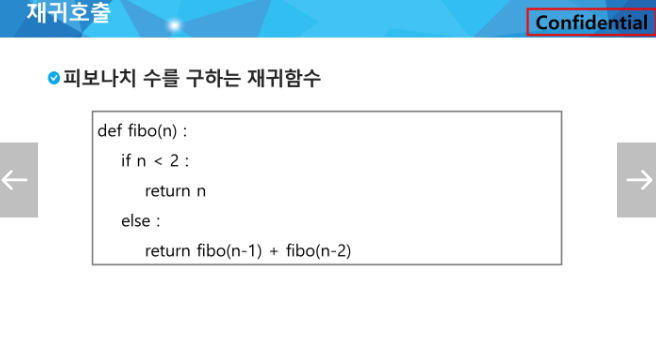 재귀호출
Confidential
피보나치 수를 구하는 재귀함수
def fibo(n) :
if n < 2 :
return n
else :
return fibo(n-1) + fibo(n-2)